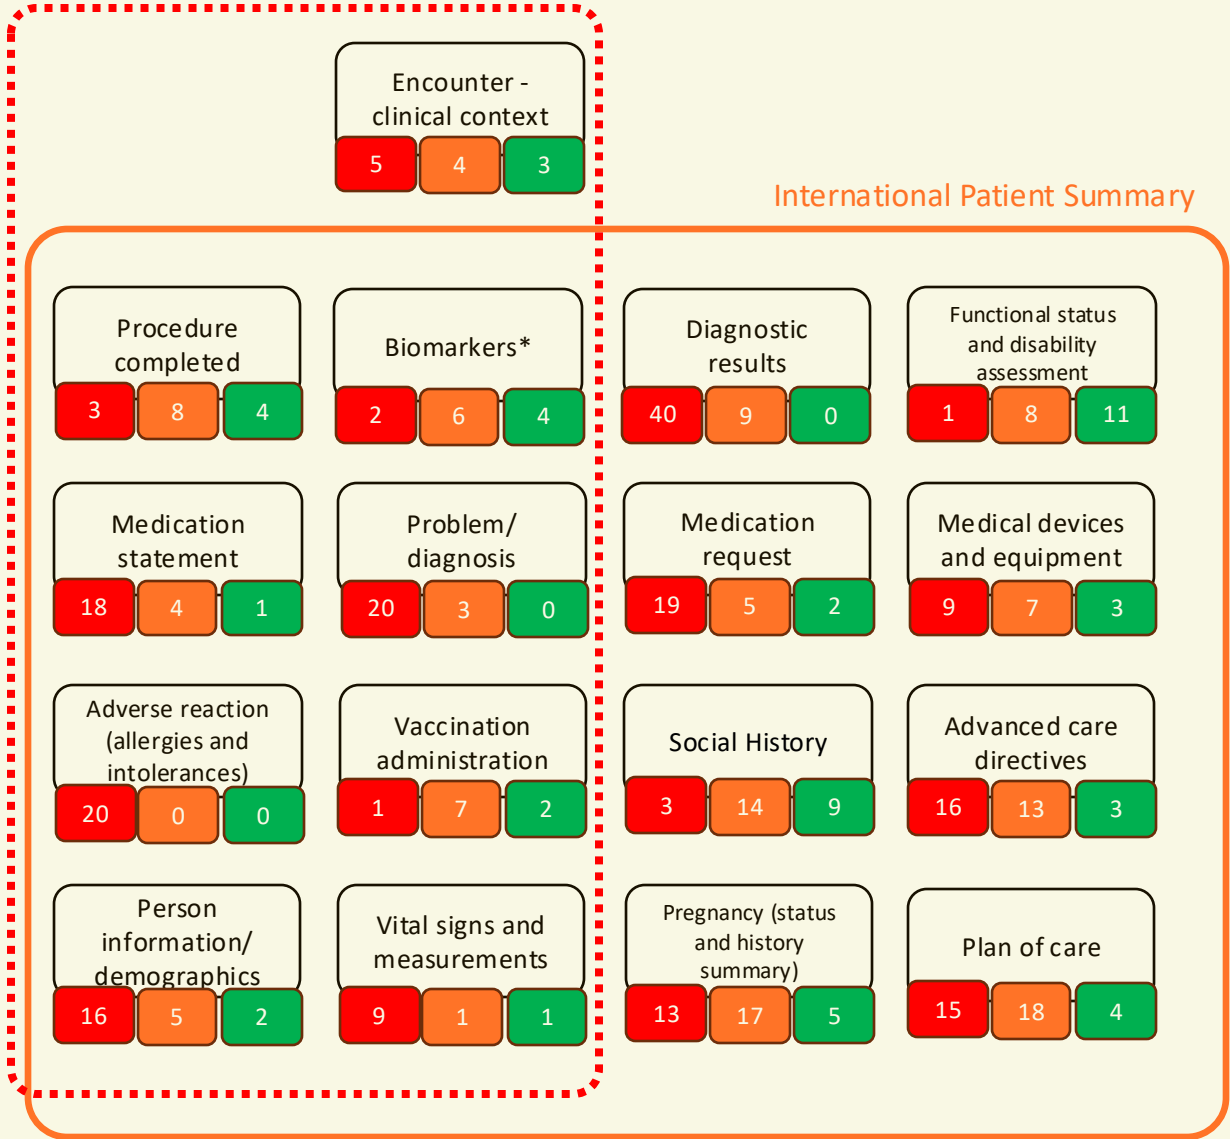 Encounter -
clinical context
5 4 3
International Patient Summary
Procedure
completed
3 8 4
Biomarkers*
2 6 4
Diagnostic
results
40 9 0
Functional status
and disability
assessment
1 8 11
Medication
statement
18 4 1
Problem/
diagnosis
20 3 0
Medication
request
19 5 2
Medical devices
and equipment
9 7 3
Adverse reaction
(allergies and
intolerances)
20 0 0
Vaccination
administration
1 7 2
Social History
3 14 9
Advanced care
directives
16 13 3
Person
information/
demographics
16 5 2
Vital signs and
measurements
9 1 1
Pregnancy (status
and history
summary)
13 17 5
Plan of care
15 18 4